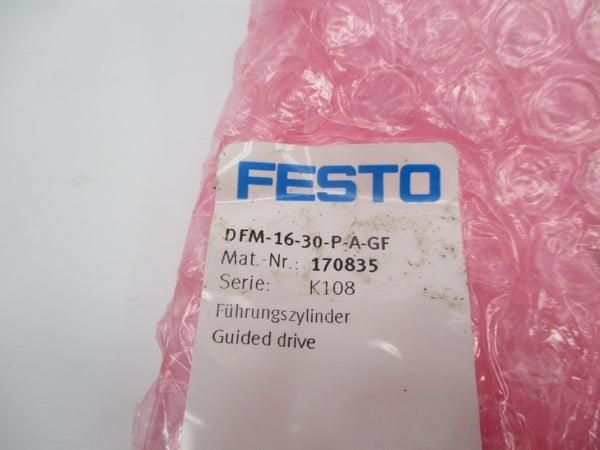 FESTO
DFM-16-30-P-A-GF
Mat.-Nr.: 170835
Serie: K108
Führungszylinder
Guided drive